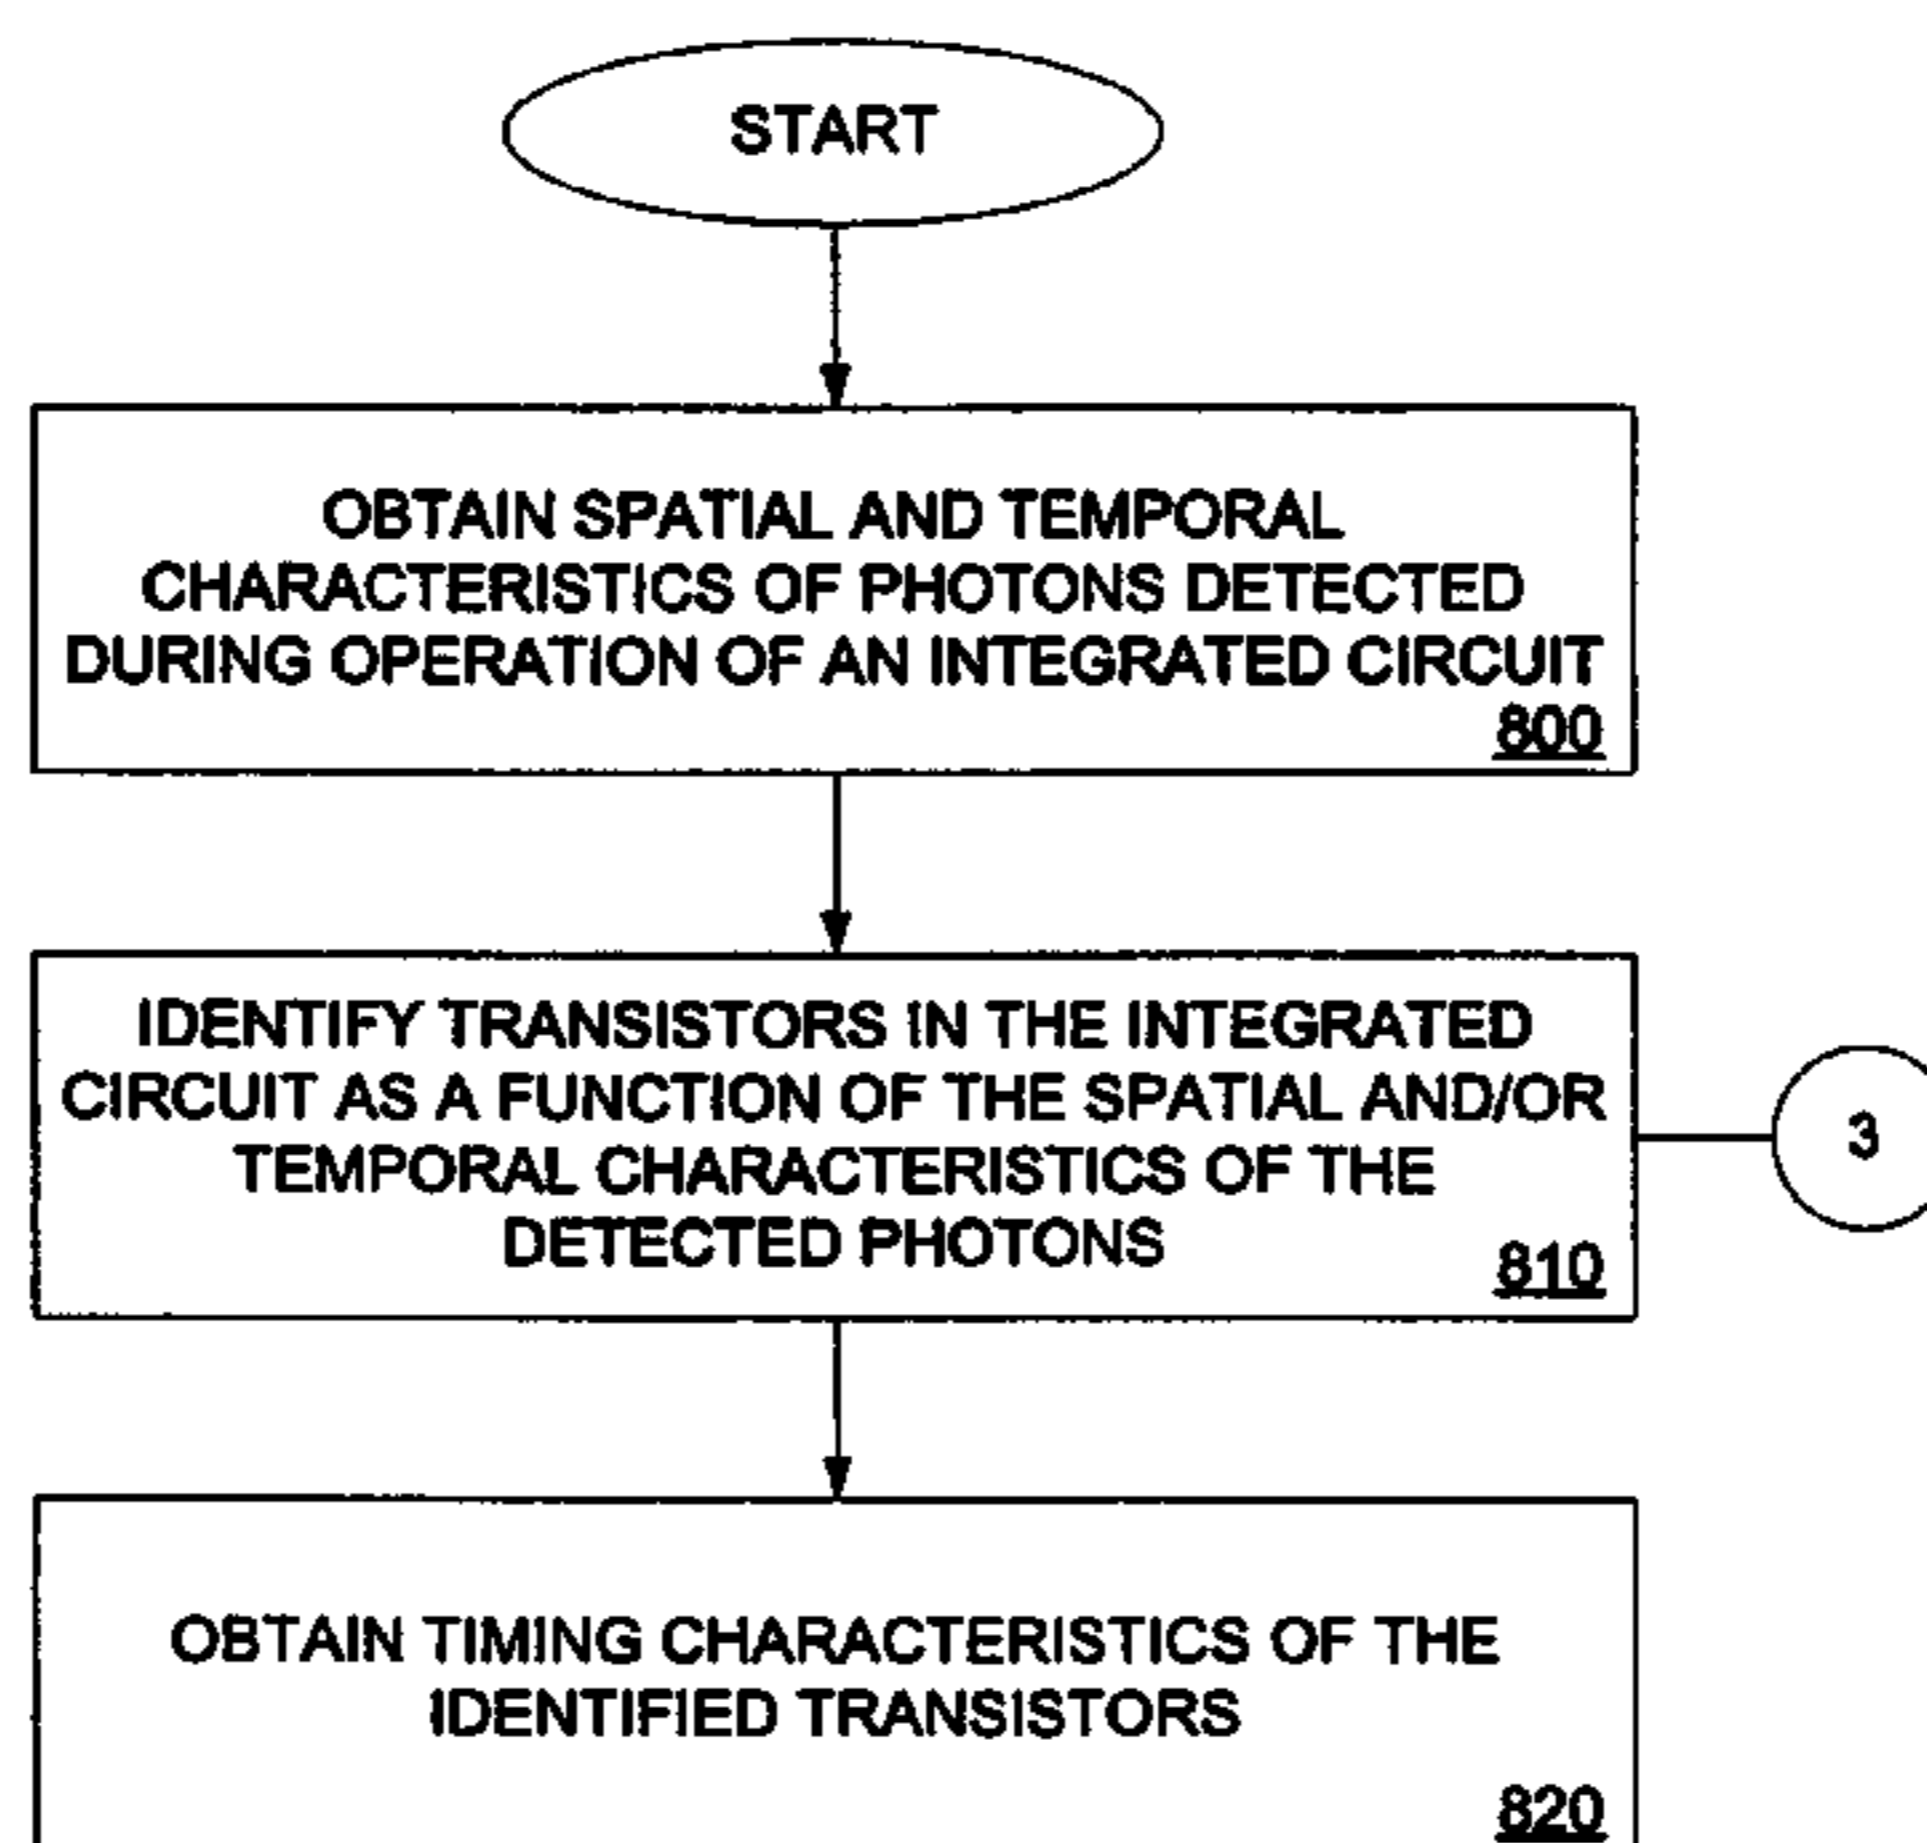 START
OBTAIN SPATIAL AND TEMPORAL
CHARACTERISTICS OF PHOTONS DETECTED
DURING OPERATION OF AN INTEGRATED CIRCUIT
800
IDENTIFY TRANSISTORS IN THE INTEGRATED
CIRCUIT AS A FUNCTION OF THE SPATIAL AND/OR
TEMPORAL CHARACTERISTICS OF THE
DETECTED PHOTONS
810
3
OBTAIN TIMING CHARACTERISTICS OF THE
IDENTIFIED TRANSISTORS
820